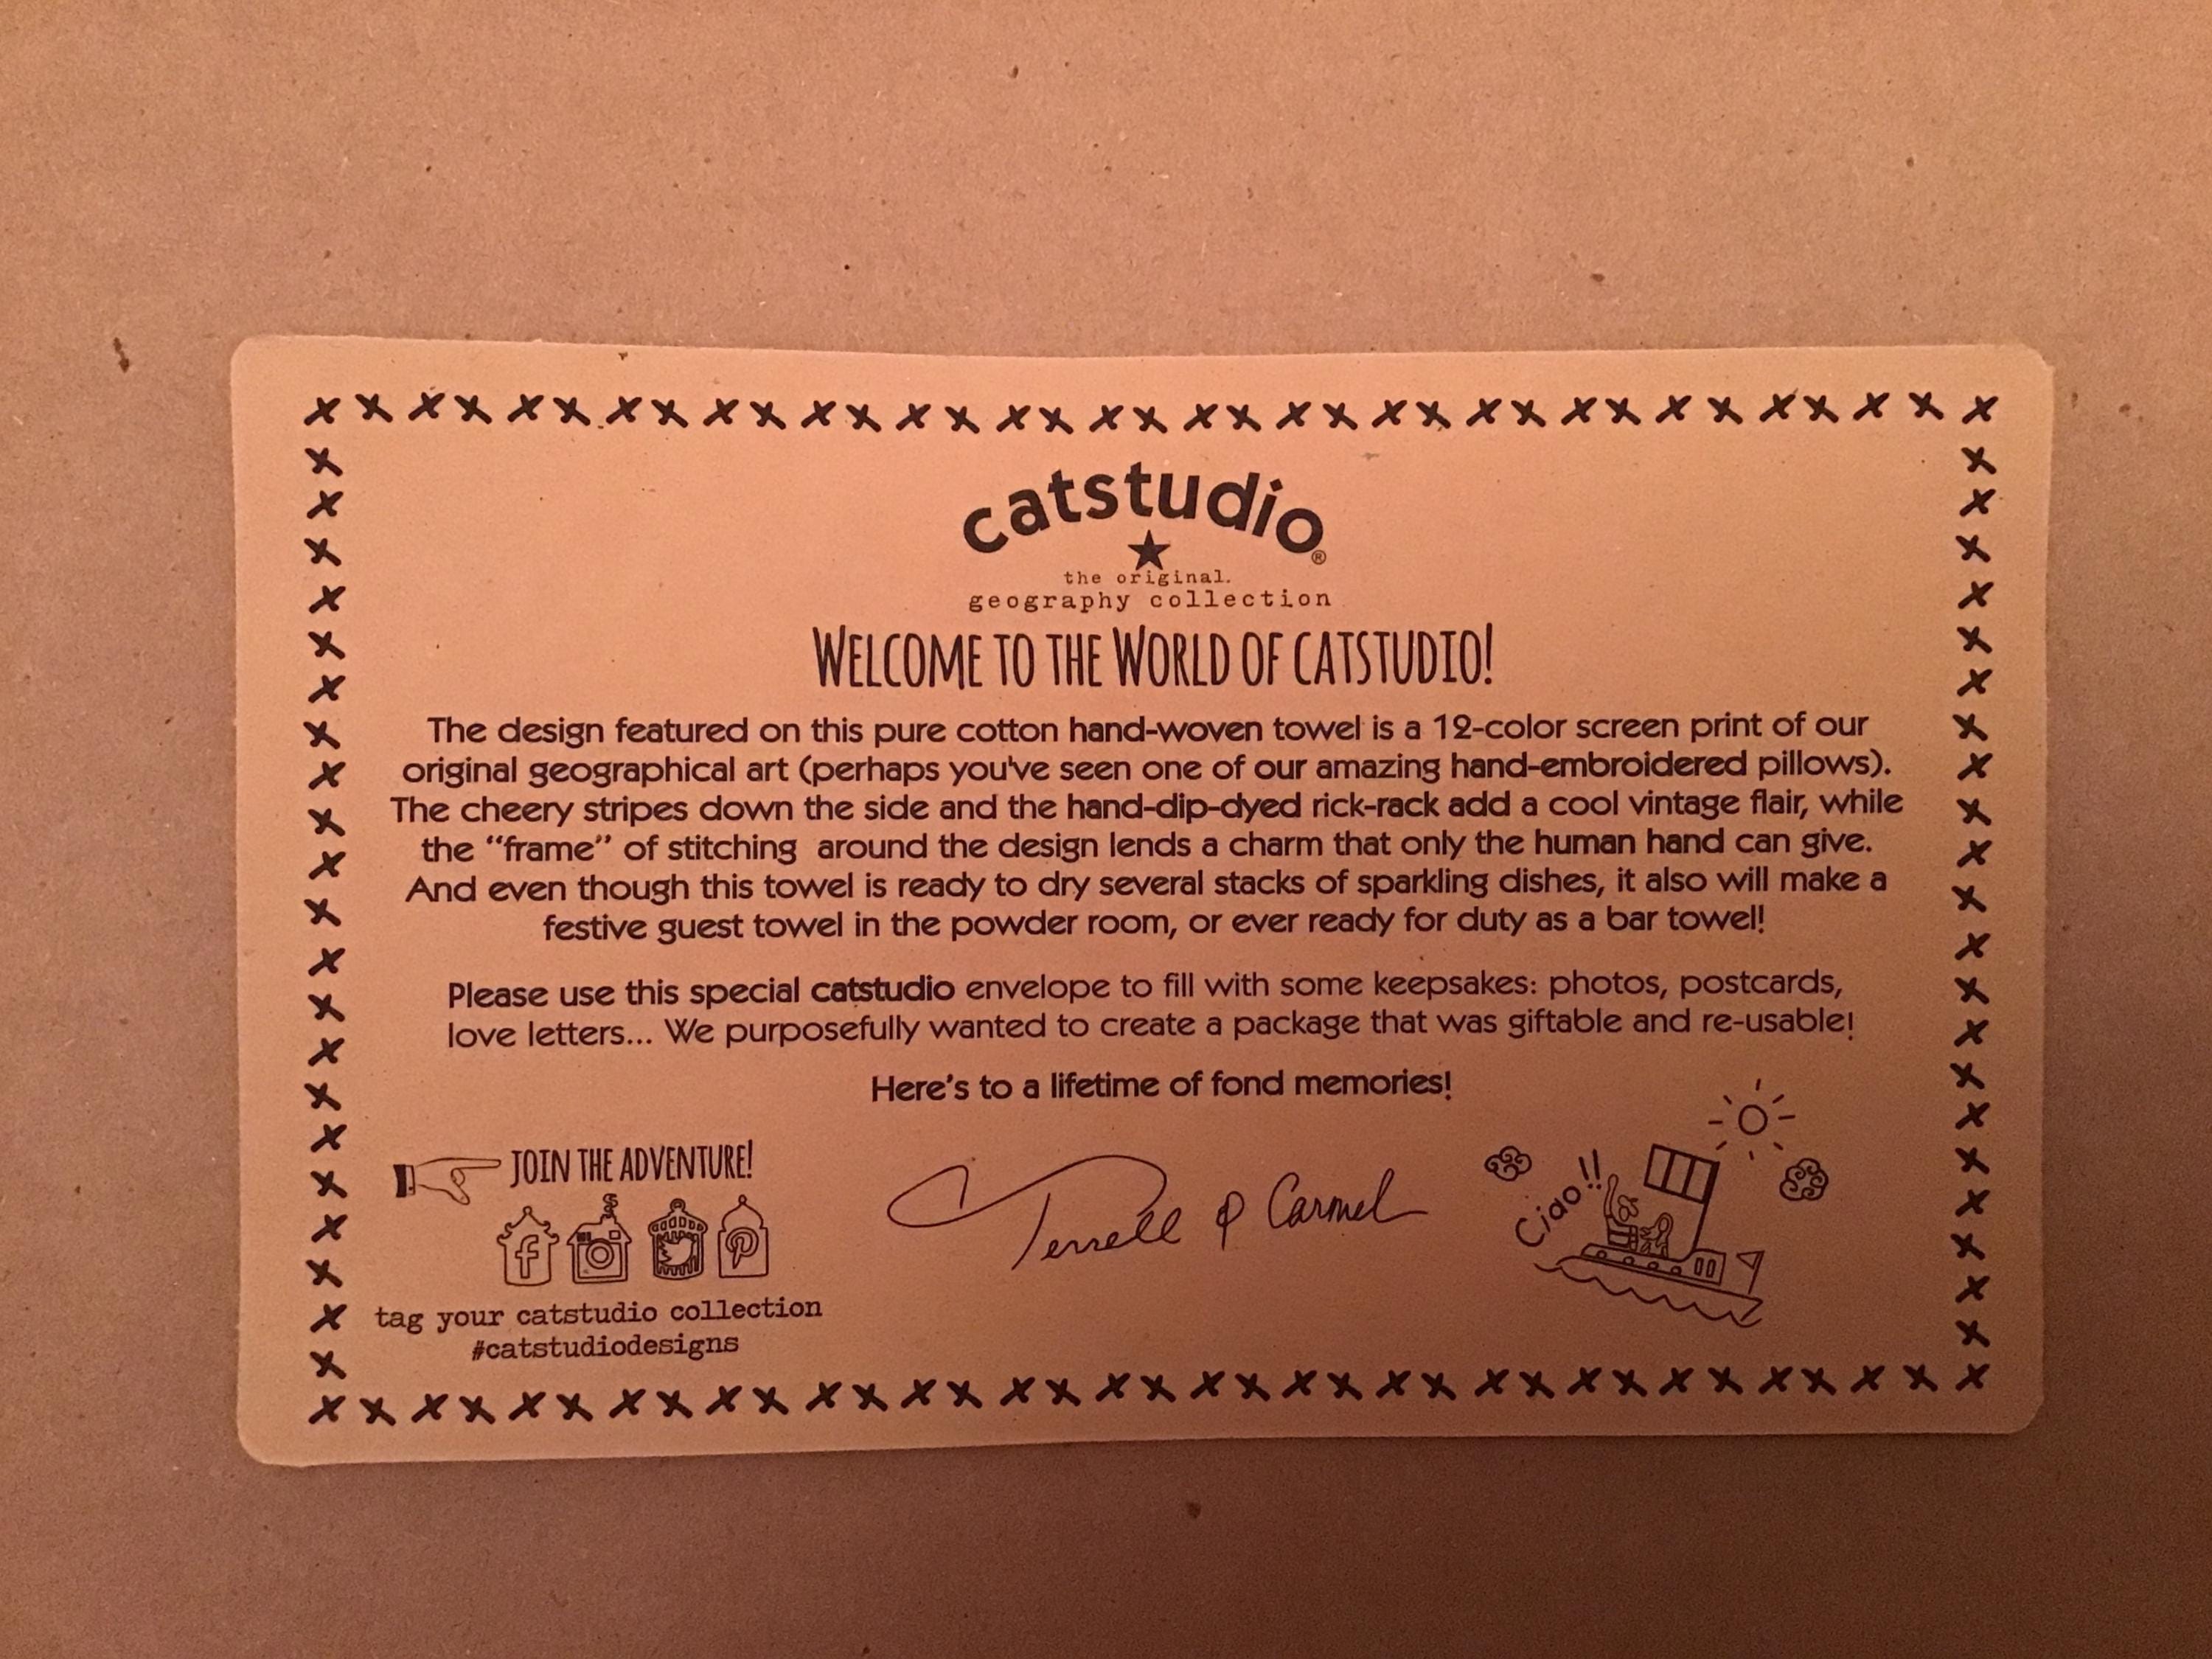 catstudio®
the original.
geography collection
WELCOME TO THE WORLD OF CATSTUDIO!
The design featured on this pure cotton hand-woven towel is a 12-color screen print of our
original geographical art (perhaps you've seen one of our amazing hand-embroidered pillows).
The cheery stripes down the side and the hand-dip-dyed rick-rack add a cool vintage flair, while
the “frame” of stitching around the design lends a charm that only the human hand can give.
And even though this towel is ready to dry several stacks of sparkling dishes, it also will make a
festive guest towel in the powder room, or ever ready for duty as a bar towel!
Please use this special catstudio envelope to fill with some keepsakes: photos, postcards,
love letters... We purposefully wanted to create a package that was giftable and re-usable!
Here's to a lifetime of fond memories!
JOIN THE ADVENTURE!
tag your catstudio collection
#catstudiodesigns
Terrell & Carmel
Ciao!!